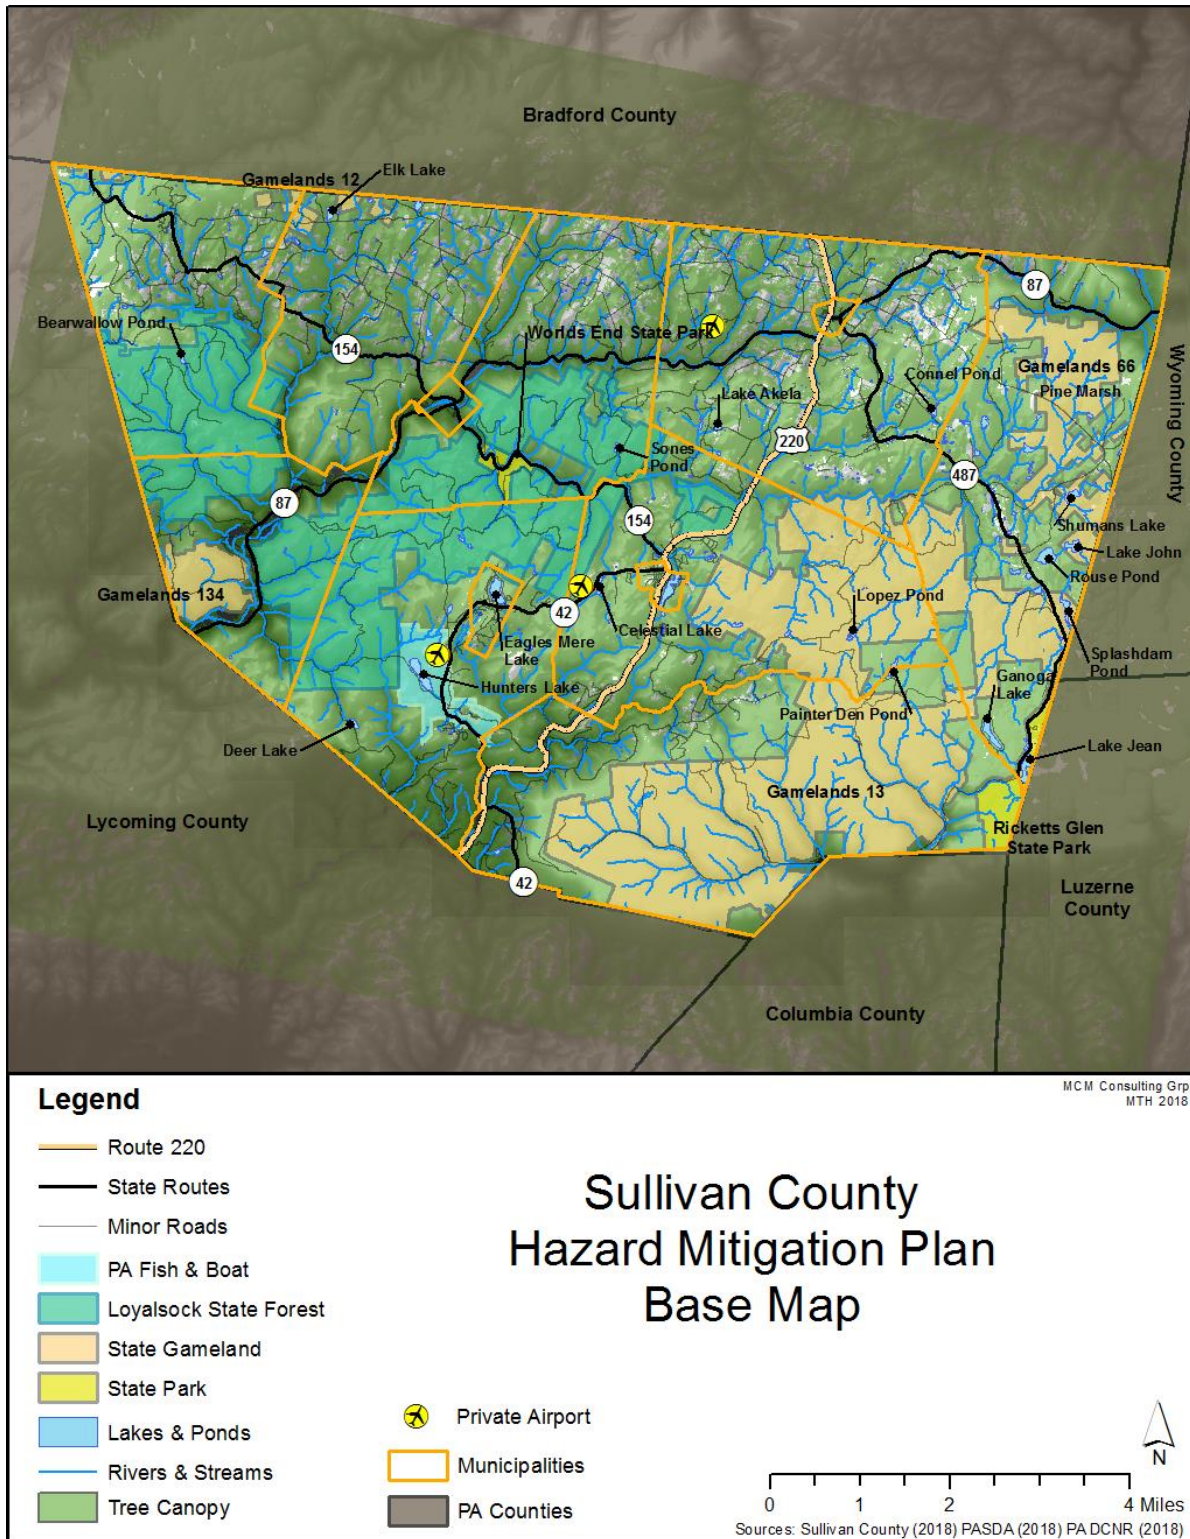 Bradford County
Elk Lake
Gamelands 12
87
Bearwallow Pond
Worlds End State Park
154
Connel Pond
Gamelands 66
Pine Marsh
Wyoming County
Lake Akela
220
Sones
Pond
487
87
154
Shumans Lake
Lake John
Rouse Pond
Gamelands 134
Lopez Pond
42
Celestial Lake
Eagles Mere
Lake
Splashdam
Pond
Hunters Lake
Ganoga
Lake
Painter Den Pond
Deer Lake
Lake Jean
Gamelands 13
Lycoming County
Ricketts Glen
State Park
42
Luzerne
County
Columbia County
Legend
MCM Consulting Grp
MTH 2018
Route 220
State Routes
Minor Roads
PA Fish & Boat
Loyalsock State Forest
State Gameland
State Park
Lakes & Ponds
Rivers & Streams
Tree Canopy
Sullivan County
Hazard Mitigation Plan
Base Map
Private Airport
Municipalities
PA Counties
N
0 1 2 4 Miles
Sources: Sullivan County (2018) PASDA (2018) PA DCNR (2018)